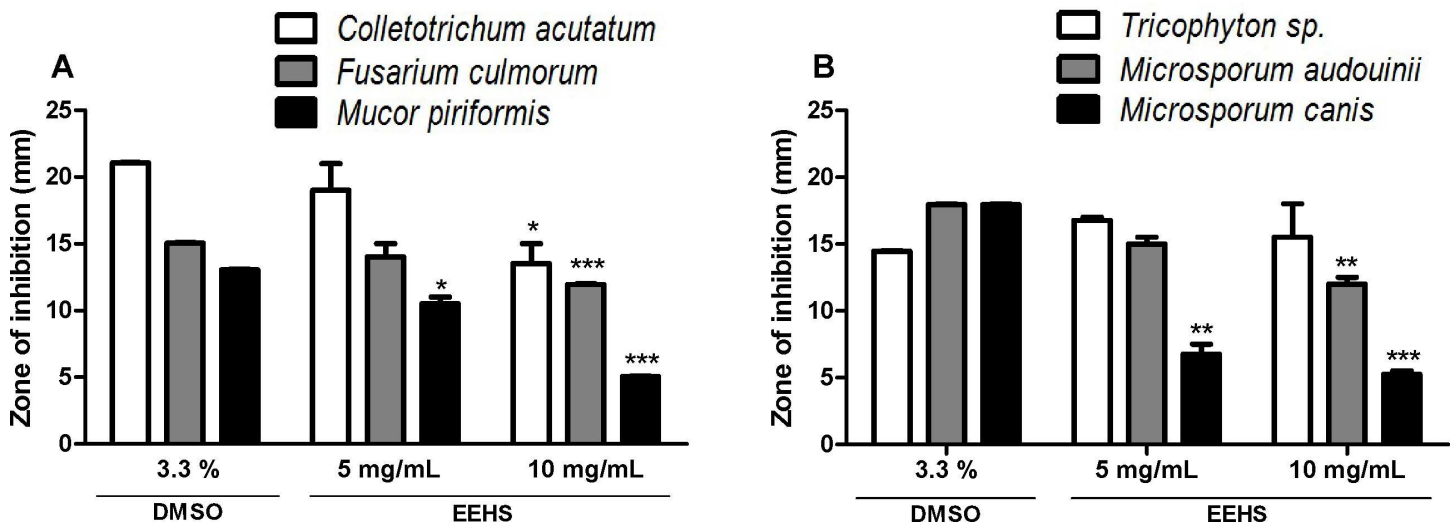 A
Colletotrichum acutatum
Fusarium culmorum
Mucor piriformis
Zone of inhibition (mm)
25
20
15
10
5
0
*
*
***
***
3.3 %
5 mg/mL
10 mg/mL
DMSO
EEHS
B
Tricophyton sp.
Microsporum audouinii
Microsporum canis
Zone of inhibition (mm)
25
20
15
10
5
0
**
**
***
3.3 %
5 mg/mL
10 mg/mL
DMSO
EEHS